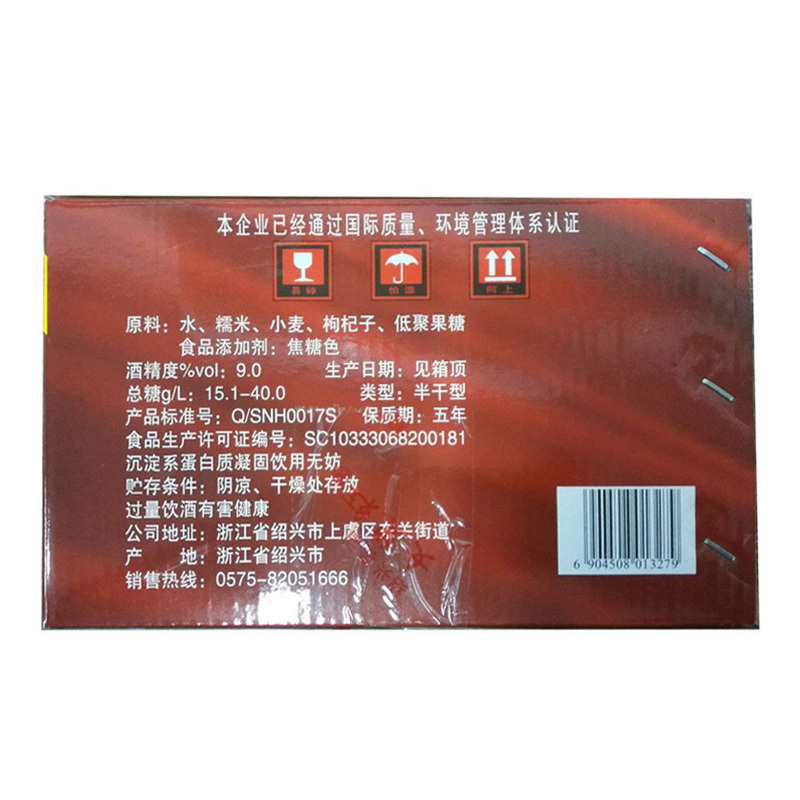 本企业已经通过国际质量、环境管理体系认证
易碎 怕湿 向上
原料：水、糯米、小麦、枸杞子、低聚果糖
食品添加剂：焦糖色
酒精度%vol：9.0 生产日期：见箱顶
总糖g/L：15.1-40.0 类型：半干型
产品标准号：Q/SNH0017S 保质期：五年
食品生产许可证编号：SC10333068200181
沉淀系蛋白质凝固饮用无妨
贮存条件：阴凉、干燥处存放
过量饮酒有害健康
公司地址：浙江省绍兴市上虞区东关街道
产 地：浙江省绍兴市
销售热线：0575-82051666
6 904508 013279